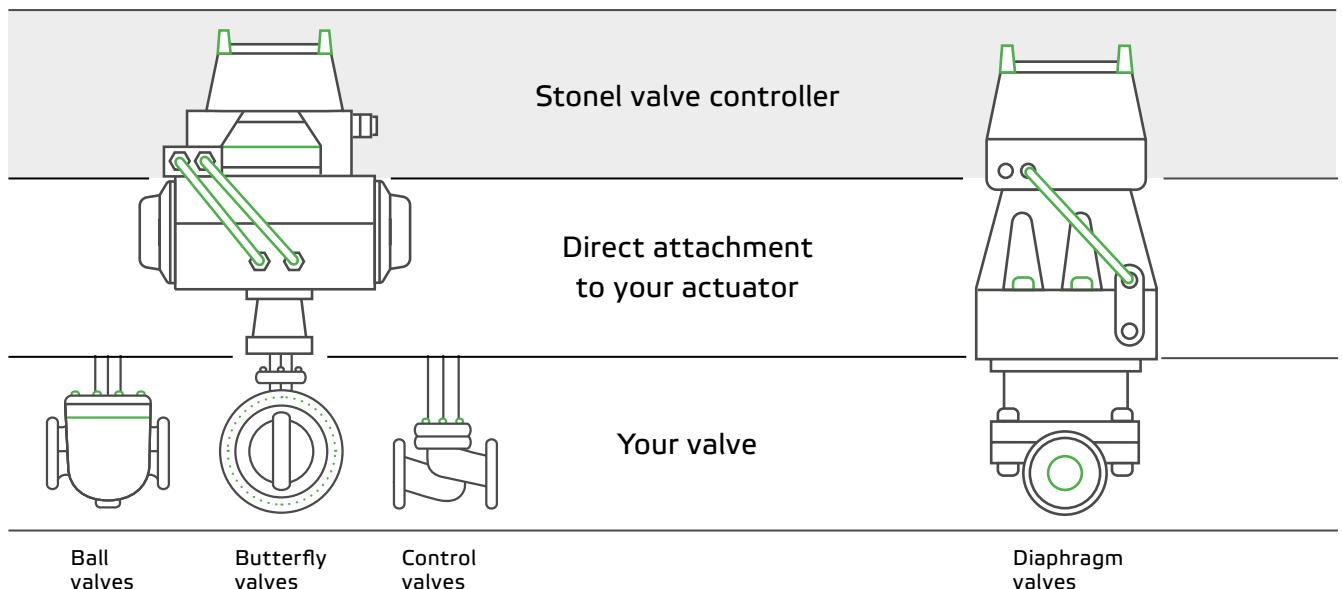 Stonel valve controller
Direct attachment
to your actuator
Your valve
Ball
valves
Butterfly
valves
Control
valves
Diaphragm
valves